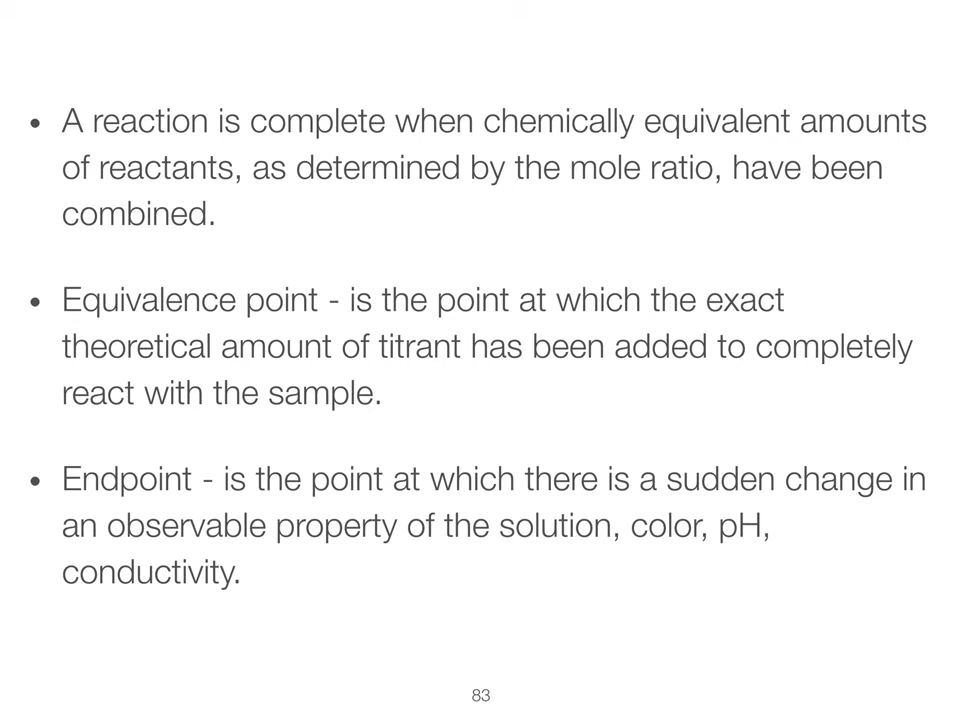 • A reaction is complete when chemically equivalent amounts
of reactants, as determined by the mole ratio, have been
combined.
• Equivalence point - is the point at which the exact
theoretical amount of titrant has been added to completely
react with the sample.
• Endpoint - is the point at which there is a sudden change in
an observable property of the solution, color, pH,
conductivity.
83